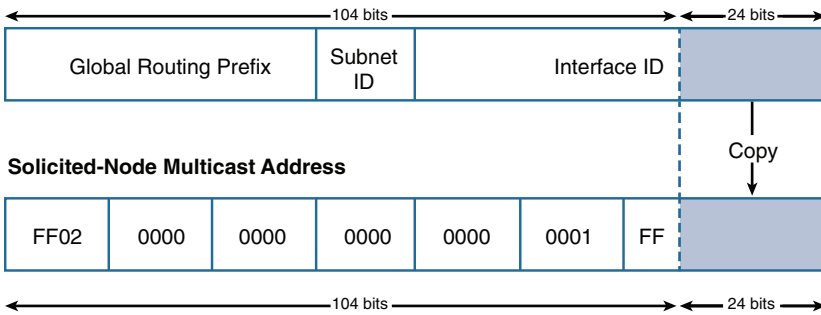 104 bits 24 bits
Global Routing Prefix Subnet ID Interface ID
Copy
Solicited-Node Multicast Address
FF02 0000 0000 0000 0000 0001 FF
104 bits 24 bits